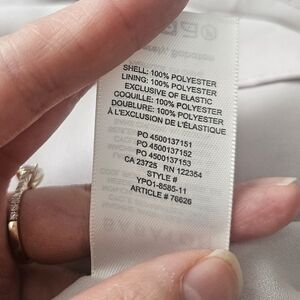 SHELL: 100% POLYESTER
LINING: 100% POLYESTER
EXCLUSIVE OF ELASTIC
COQUILLE: 100% POLYESTER
DOUBLURE: 100% POLYESTER
À L'EXCLUSION DE L'ÉLASTIQUE
PO 4500137151
PO 4500137152
PO 4500137153
CA 23725 RN 122354
STYLE #
YP01-8585-11
ARTICLE # 76626